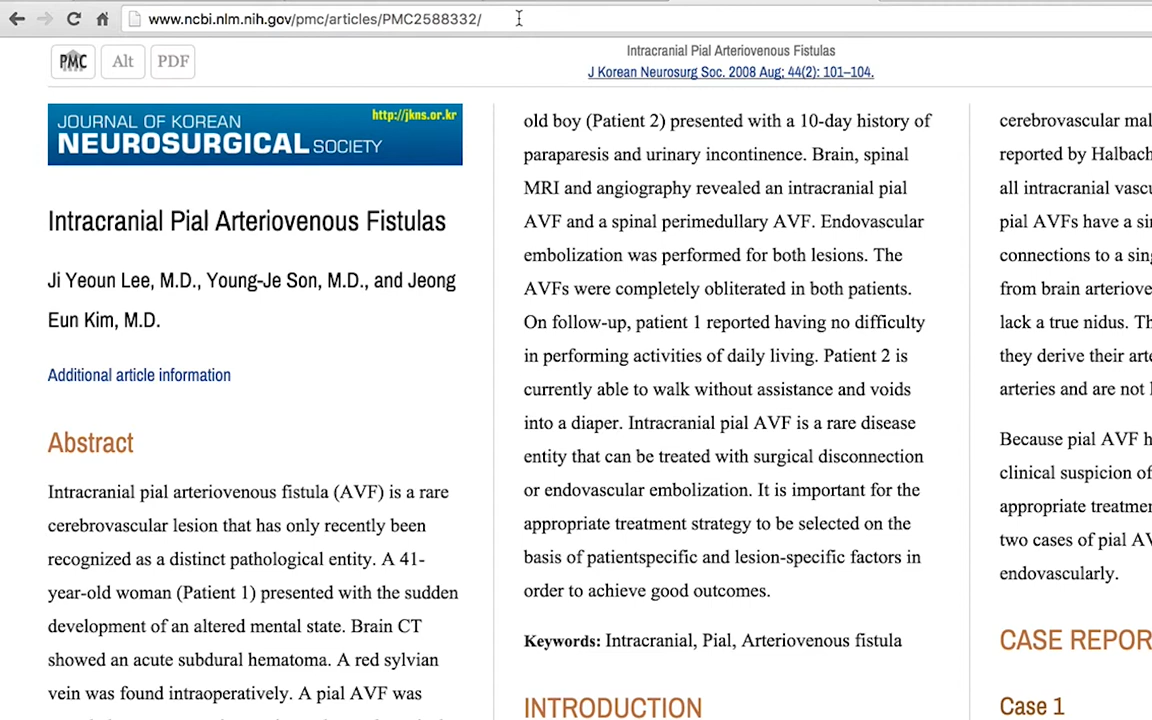 www.ncbi.nlm.nih.gov/pmc/articles/PMC2588332/
PMC
Alt
PDF
Intracranial Pial Arteriovenous Fistulas
J Korean Neurosurg Soc. 2008 Aug; 44(2): 101–104.
JOURNAL OF KOREAN
NEUROSURGICAL SOCIETY
http://jkns.or.kr
Intracranial Pial Arteriovenous Fistulas
Ji Yeoun Lee, M.D., Young-Je Son, M.D., and Jeong
Eun Kim, M.D.
Additional article information
Abstract
Intracranial pial arteriovenous fistula (AVF) is a rare
cerebrovascular lesion that has only recently been
recognized as a distinct pathological entity. A 41-
year-old woman (Patient 1) presented with the sudden
development of an altered mental state. Brain CT
showed an acute subdural hematoma. A red sylvian
vein was found intraoperatively. A pial AVF was
old boy (Patient 2) presented with a 10-day history of
paraparesis and urinary incontinence. Brain, spinal
MRI and angiography revealed an intracranial pial
AVF and a spinal perimedullary AVF. Endovascular
embolization was performed for both lesions. The
AVFs were completely obliterated in both patients.
On follow-up, patient 1 reported having no difficulty
in performing activities of daily living. Patient 2 is
currently able to walk without assistance and voids
into a diaper. Intracranial pial AVF is a rare disease
entity that can be treated with surgical disconnection
or endovascular embolization. It is important for the
appropriate treatment strategy to be selected on the
basis of patientspecific and lesion-specific factors in
order to achieve good outcomes.
Keywords: Intracranial, Pial, Arteriovenous fistula
INTRODUCTION
cerebrovascular mal
reported by Halbach
all intracranial vascu
pial AVFs have a sin
connections to a sing
from brain arteriove
lack a true nidus. Th
they derive their arte
arteries and are not
Because pial AVF h
clinical suspicion of
appropriate treatmen
two cases of pial AV
endovascularly.
CASE REPOR
Case 1